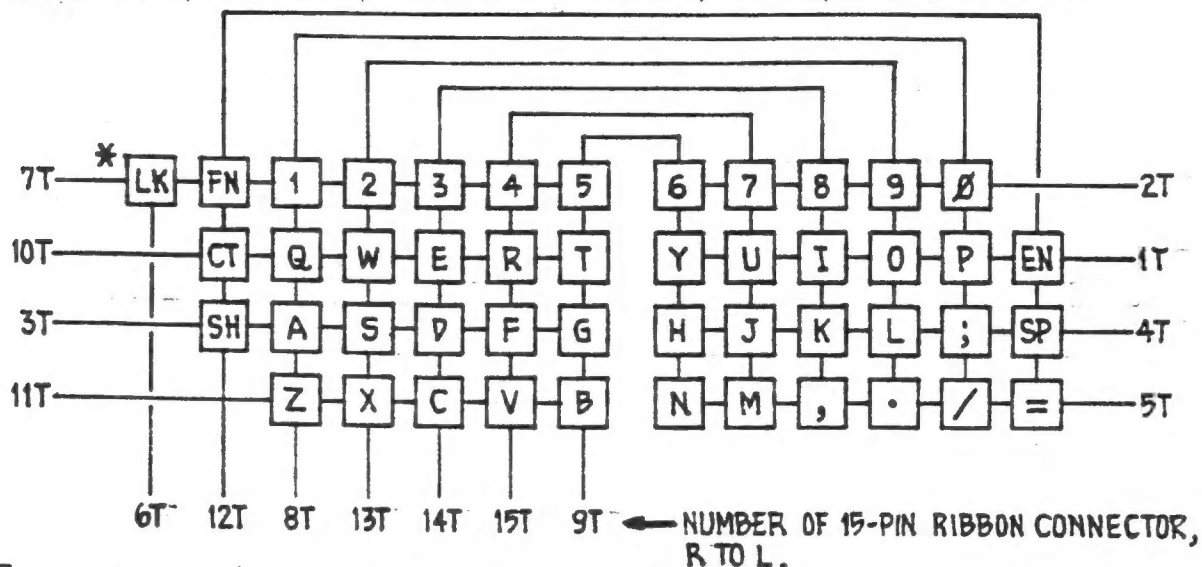 7T * LK FN 1 2 3 4 5 6 7 8 9 Ø 2T
10T CT Q W E R T Y U I O P EN 1T
3T SH A S D F G H J K L ; SP 4T
11T Z X C V B N M , . / = 5T
6T 12T 8T 13T 14T 15T 9T NUMBER OF 15-PIN RIBBON CONNECTOR,
R TO L.